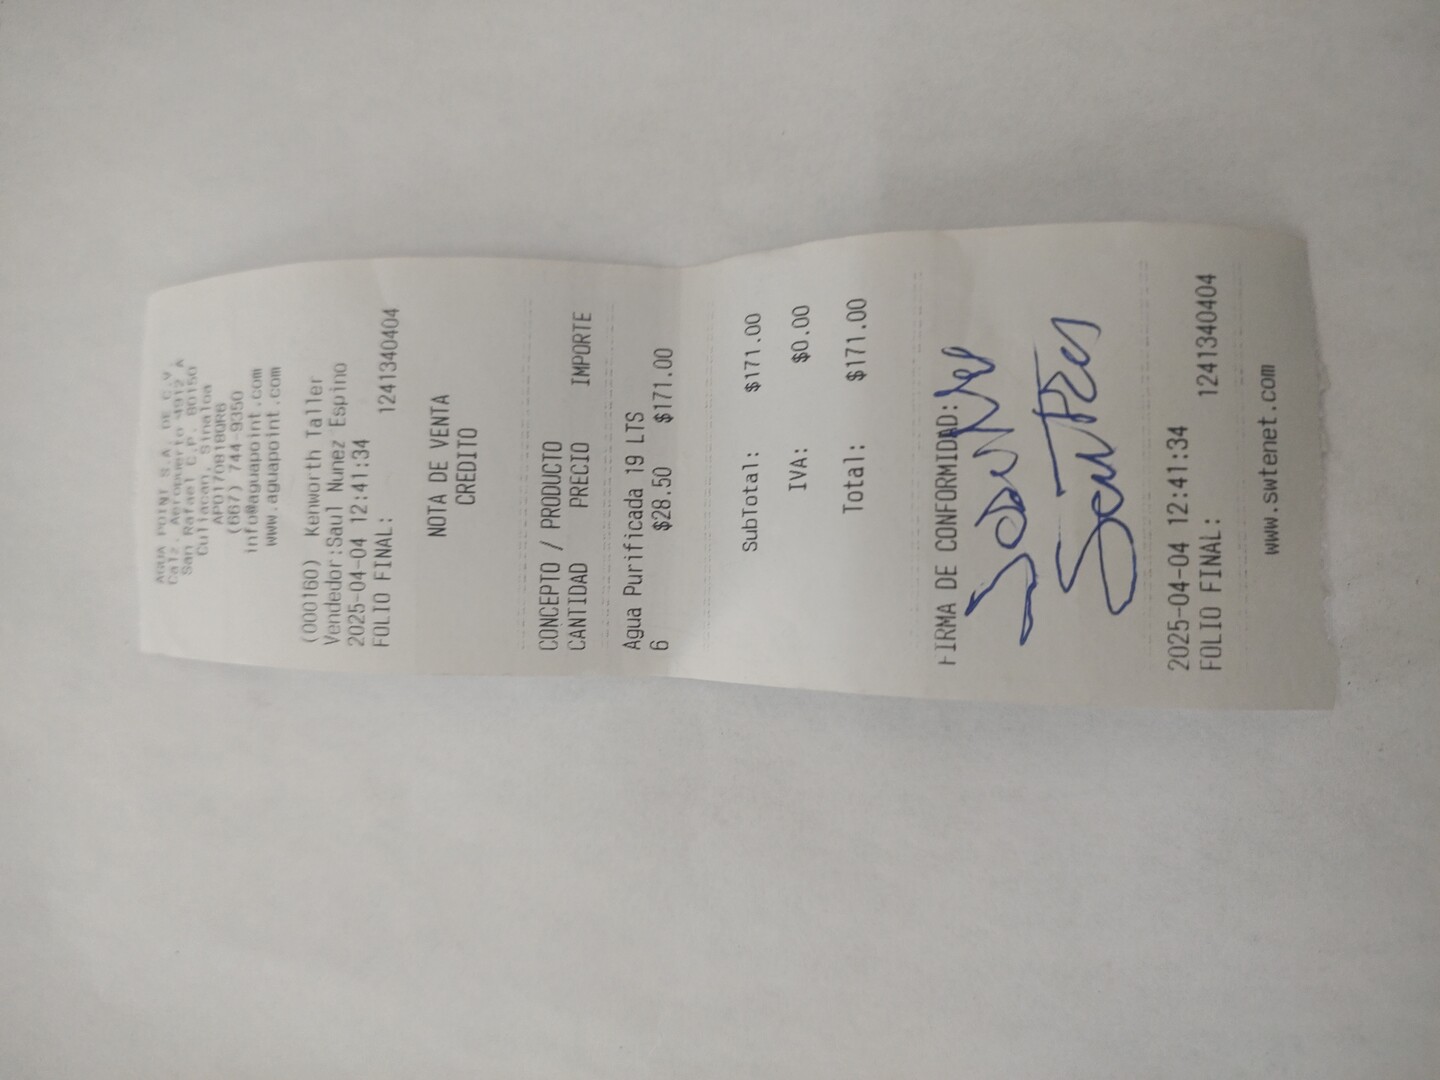 AGUA POINT S.A. DE C.V.
Calz. Aeropuerto 4912 A
San Rafael C.P. 80150
Culiacan, Sinaloa
(667) 744-9350
info@aguapoint.com
www.aguapoint.com
(000160) Kenworth Taller
Vendedor:Saul Nunez Espino
2025-04-04 12:41:34
FOLIO FINAL: 1241340404
NOTA DE VENTA
CREDITO
CONCEPTO / PRODUCTO
CANTIDAD PRECIO IMPORTE
Agua Purificada 19 LTS
6 $28.50 $171.00
SubTotal: $171.00
IVA: $0.00
Total: $171.00
FIRMA DE CONFORMIDAD:
2025-04-04 12:41:34
FOLIO FINAL: 1241340404
www.swtenet.com